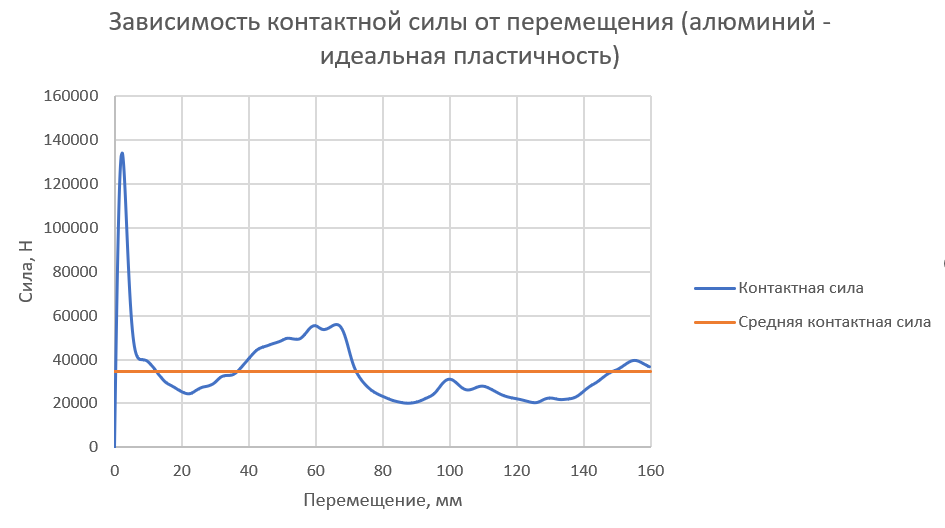 Зависимость контактной силы от перемещения (алюминий -
идеальная пластичность)
160000
140000
120000
100000
80000
60000
40000
20000
0
Сила, Н
0 20 40 60 80 100 120 140 160
Перемещение, мм
Контактная сила
Средняя контактная сила